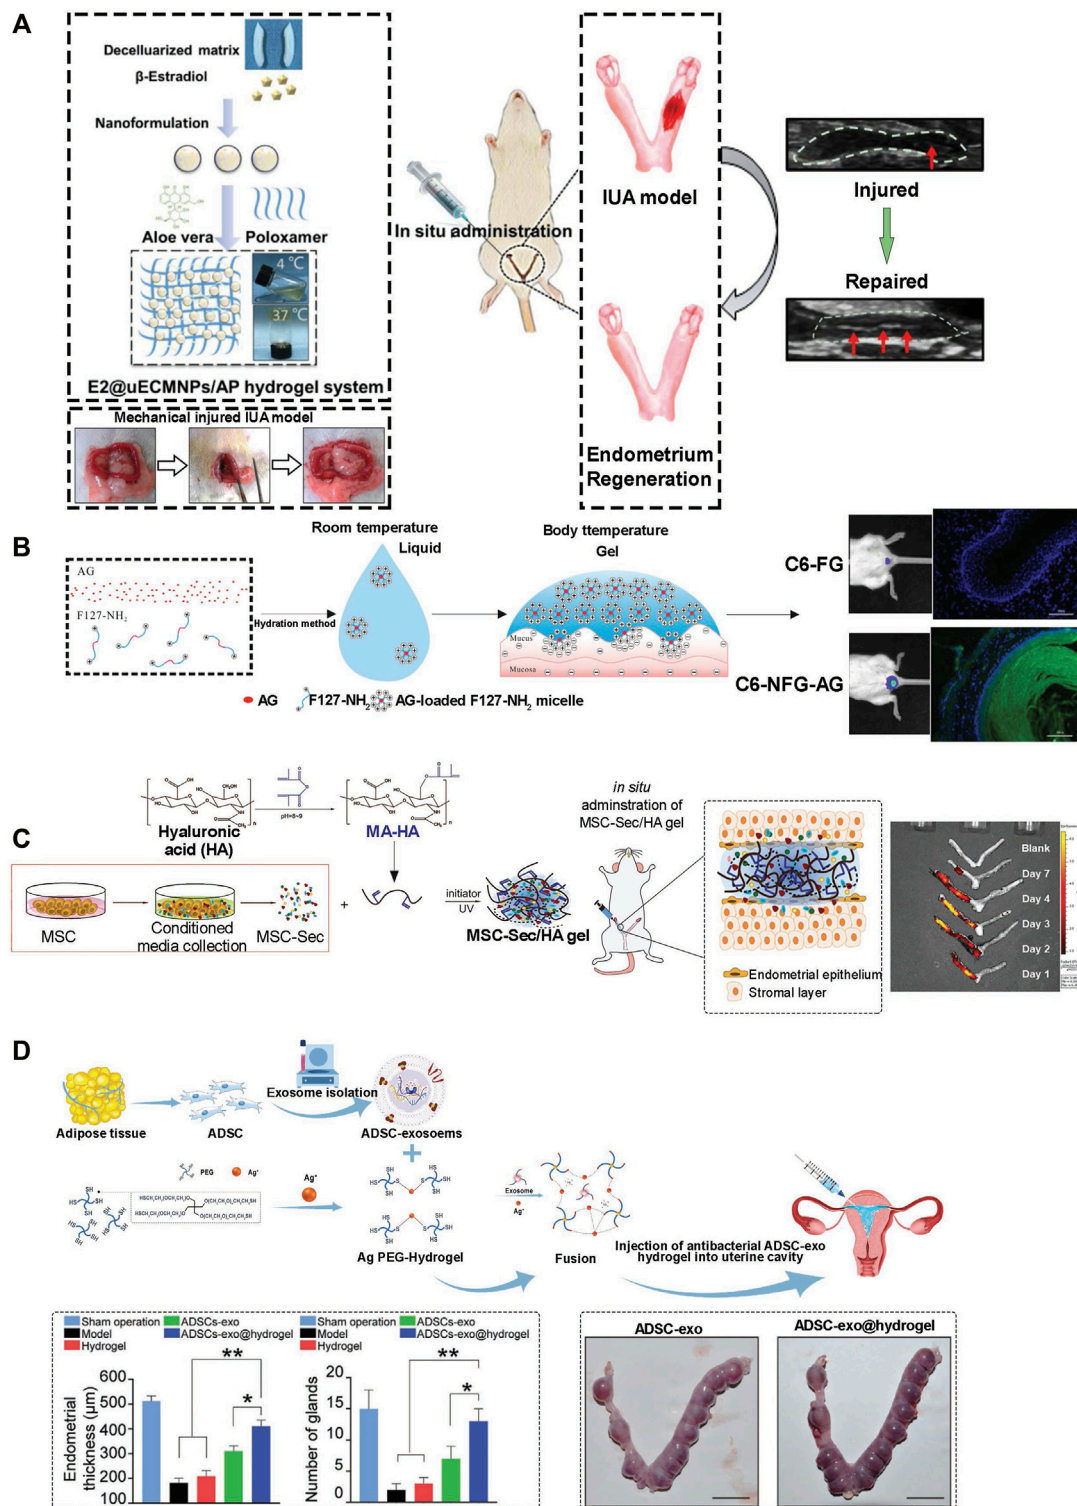 A
Decelluarized matrix
β-Estradiol
Nanoformulation
Aloe vera
Poloxamer
4 °C
37 °C
E2@uECMNPs/AP hydrogel system
Mechanical injured IUA model
In situ administration
IUA model
Endometrium
Regeneration
Injured
Repaired
B
AG
F127-NH₂
Hydration method
Room temperature
Liquid
Body ttemperature
Gel
Mucus
Mucosa
AG
F127-NH₂
AG-loaded F127-NH₂ micelle
C6-FG
C6-NFG-AG
C
pH=8~9
Hyaluronic
acid (HA)
MA-HA
MSC
Conditioned
media collection
MSC-Sec
+
initiator
UV
MSC-Sec/HA gel
in situ
adminstration of
MSC-Sec/HA gel
Endometrial epithelium
Stromal layer
Blank
Day 7
Day 4
Day 3
Day 2
Day 1
D
Adipose tissue
ADSC
Exosome isolation
ADSC-exosoems
PEG
Ag⁺
SH
Ag⁺
Ag PEG-Hydrogel
Exosome
Ag⁺
Fusion
Injection of antibacterial ADSC-exo
hydrogel into uterine cavity
Sham operation
Model
Hydrogel
ADSCs-exo
ADSCs-exo@hydrogel
Endometrial
thickness (μm)
600
500
400
300
200
100
**
*
Sham operation
Model
Hydrogel
ADSCs-exo
ADSCs-exo@hydrogel
Number of glands
20
15
10
5
0
**
*
ADSC-exo
ADSC-exo@hydrogel